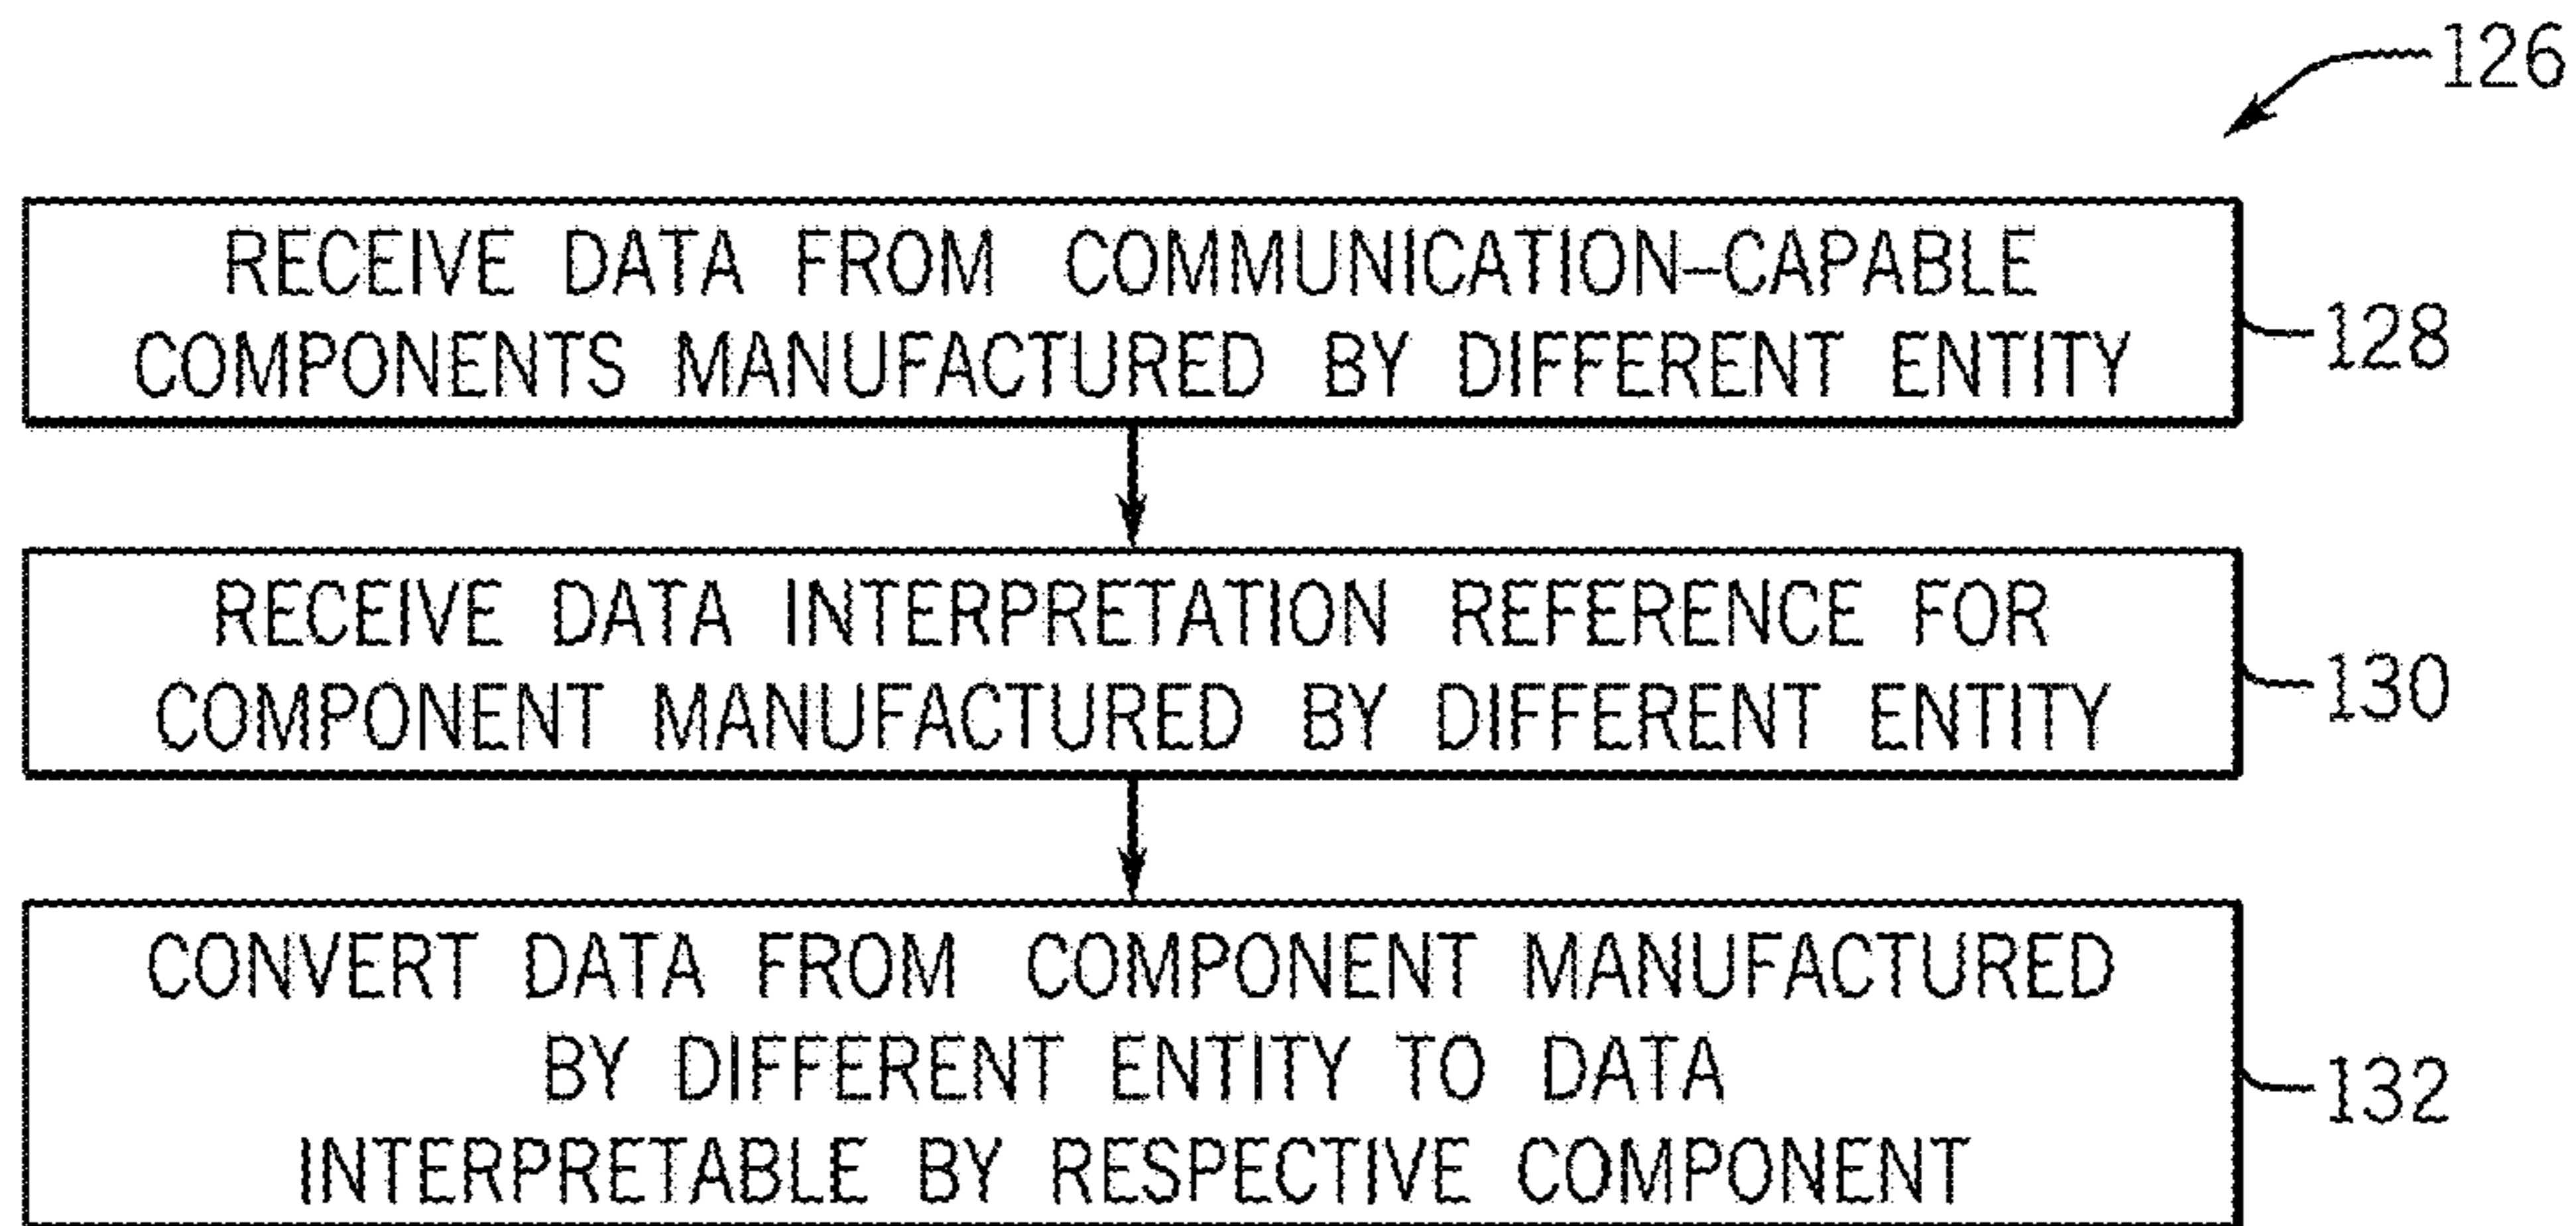 126
RECEIVE DATA FROM COMMUNICATION-CAPABLE
COMPONENTS MANUFACTURED BY DIFFERENT ENTITY
128
RECEIVE DATA INTERPRETATION REFERENCE FOR
COMPONENT MANUFACTURED BY DIFFERENT ENTITY
130
CONVERT DATA FROM COMPONENT MANUFACTURED
BY DIFFERENT ENTITY TO DATA
INTERPRETABLE BY RESPECTIVE COMPONENT
132